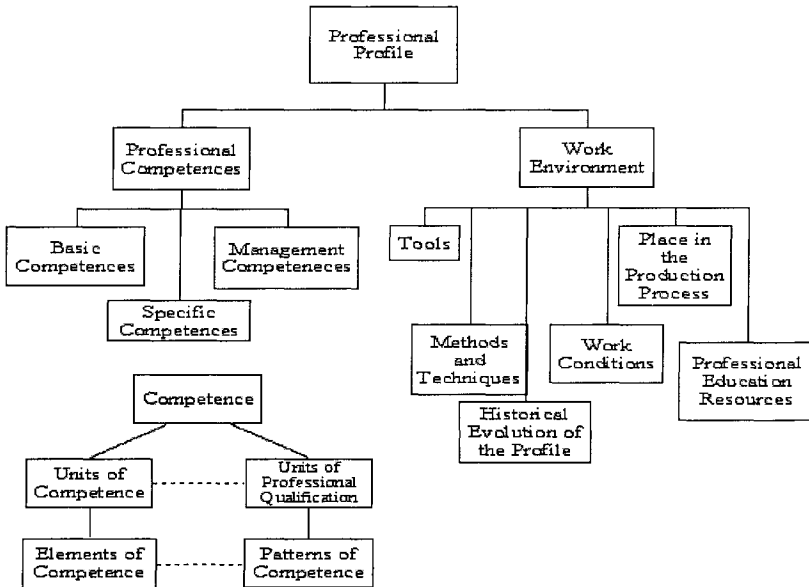 Professional
Profile
Professional
Competences
Work
Environment
Basic
Competences
Management
Competeneces
Specific
Competences
Tools
Place in
the
Production
Process
Methods
and
Techniques
Work
Conditions
Professional
Education
Resources
Historical
Evolution of
the Profile
Competence
Units of
Competence
Units of
Professional
Qualification
Elements of
Competence
Patterns of
Competence